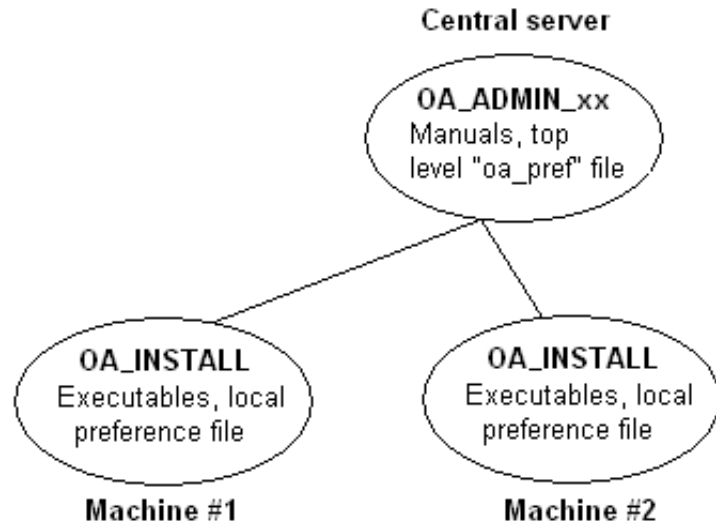 Central server
OA_ADMIN_xx
Manuals, top
level "oa_pref" file
OA_INSTALL
Executables, local
preference file
Machine #1
OA_INSTALL
Executables, local
preference file
Machine #2